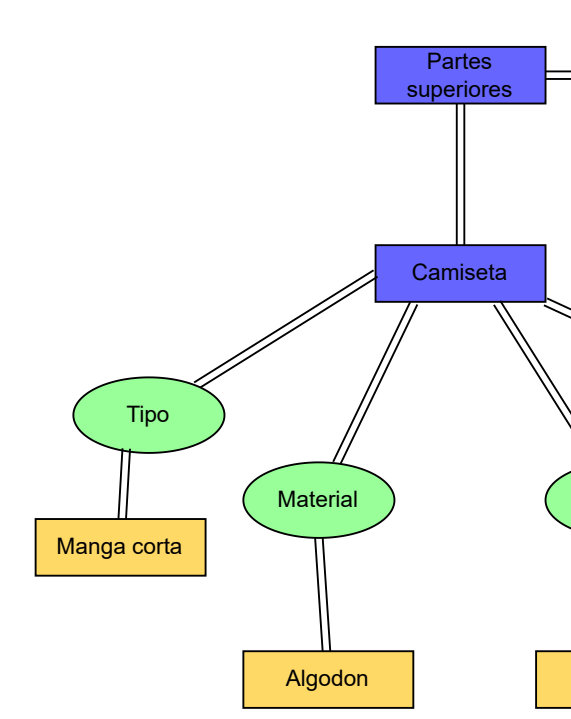 Partes
superiores
Camiseta
Tipo
Material
Manga corta
Algodon